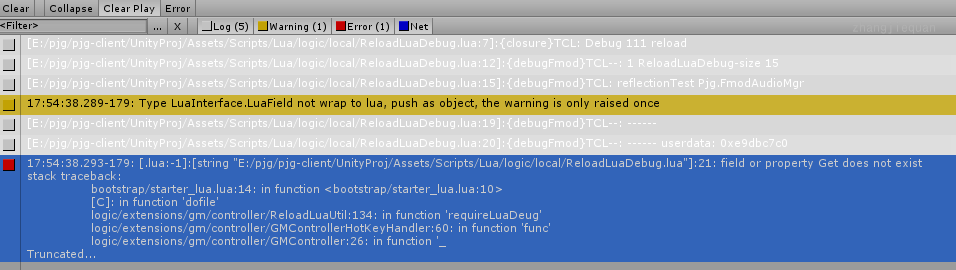 Clear Collapse Clear Play Error
<Filter> ... X Log (5) Warning (1) Error (1) Net
[E:/pjg/pjg-client/UnityProj/Assets/Scripts/Lua/logic/local/ReloadLuaDebug.lua:7]:{closure}TCL: Debug 111 reload
[E:/pjg/pjg-client/UnityProj/Assets/Scripts/Lua/logic/local/ReloadLuaDebug.lua:12]:{debugFmod}TCL--: 1 ReloadLuaDebug-size 15
[E:/pjg/pjg-client/UnityProj/Assets/Scripts/Lua/logic/local/ReloadLuaDebug.lua:15]:{debugFmod}TCL: reflectionTest Pjg.FmodAudioMgr
17:54:38.289-179: Type LuaInterface.LuaField not wrap to lua, push as object, the warning is only raised once
[E:/pjg/pjg-client/UnityProj/Assets/Scripts/Lua/logic/local/ReloadLuaDebug.lua:19]:{debugFmod}TCL--: ------
[E:/pjg/pjg-client/UnityProj/Assets/Scripts/Lua/logic/local/ReloadLuaDebug.lua:20]:{debugFmod}TCL--: ------ userdata: 0xe9dbc7c0
17:54:38.293-179: [.lua:-1]:[string "E:/pjg/pjg-client/UnityProj/Assets/Scripts/Lua/logic/local/ReloadLuaDebug.lua"]:21: field or property Get does not exist
stack traceback:
bootstrap/starter_lua.lua:14: in function <bootstrap/starter_lua.lua:10>
[C]: in function 'dofile'
logic/extensions/gm/controller/ReloadLuaUtil:134: in function 'requireLuaDeug'
logic/extensions/gm/controller/GMControllerHotKeyHandler:60: in function 'func'
logic/extensions/gm/controller/GMController:26: in function '_
Truncated...